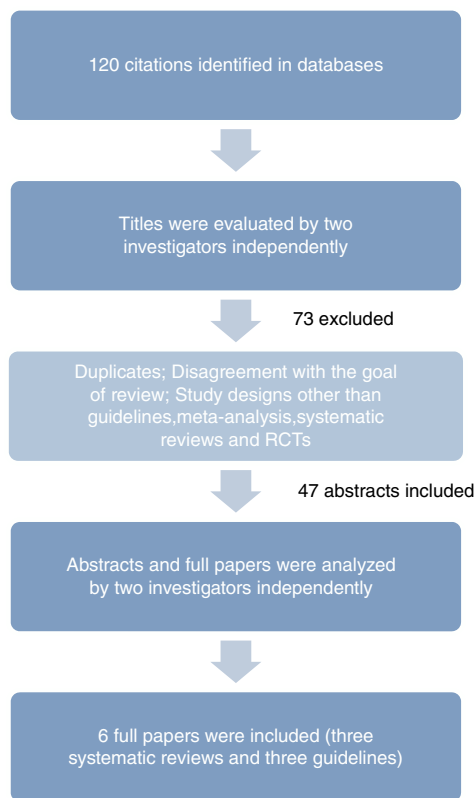 120 citations identified in databases
Titles were evaluated by two
investigators independently
73 excluded
Duplicates; Disagreement with the goal
of review; Study designs other than
guidelines,meta-analysis,systematic
reviews and RCTs
47 abstracts included
Abstracts and full papers were analyzed
by two investigators independently
6 full papers were included (three
systematic reviews and three guidelines)